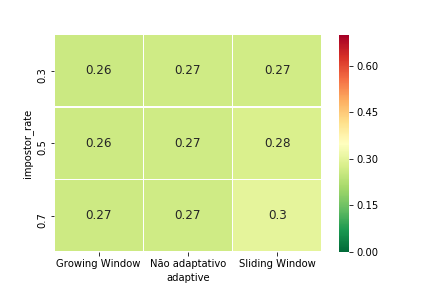 0.3 0.26 0.27 0.27
0.5 0.26 0.27 0.28
0.7 0.27 0.27 0.3
impostor_rate
Growing Window Não adaptativo Sliding Window
adaptive
0.60
0.45
0.30
0.15
0.00